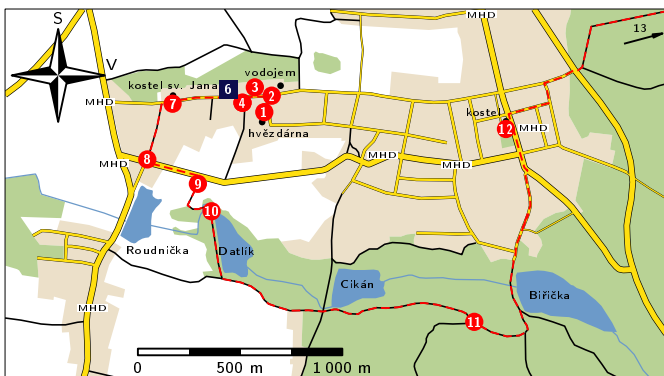 S
MHD
13
V
vodojem
kostel sv. Jana
6
3
2
MHD
7
4
1
kostel
hvězdárna
12
MHD
MHD
8
MHD
MHD
9
10
Roudnička
Datlík
Cikán
Biřička
MHD
11
0
500 m
1 000 m